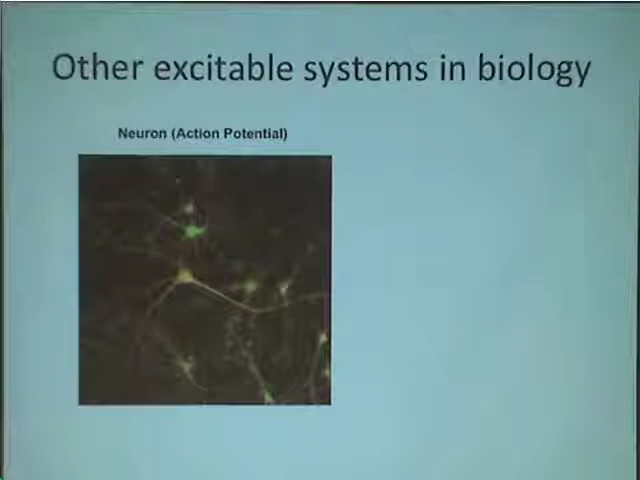 Other excitable systems in biology
Neuron (Action Potential)